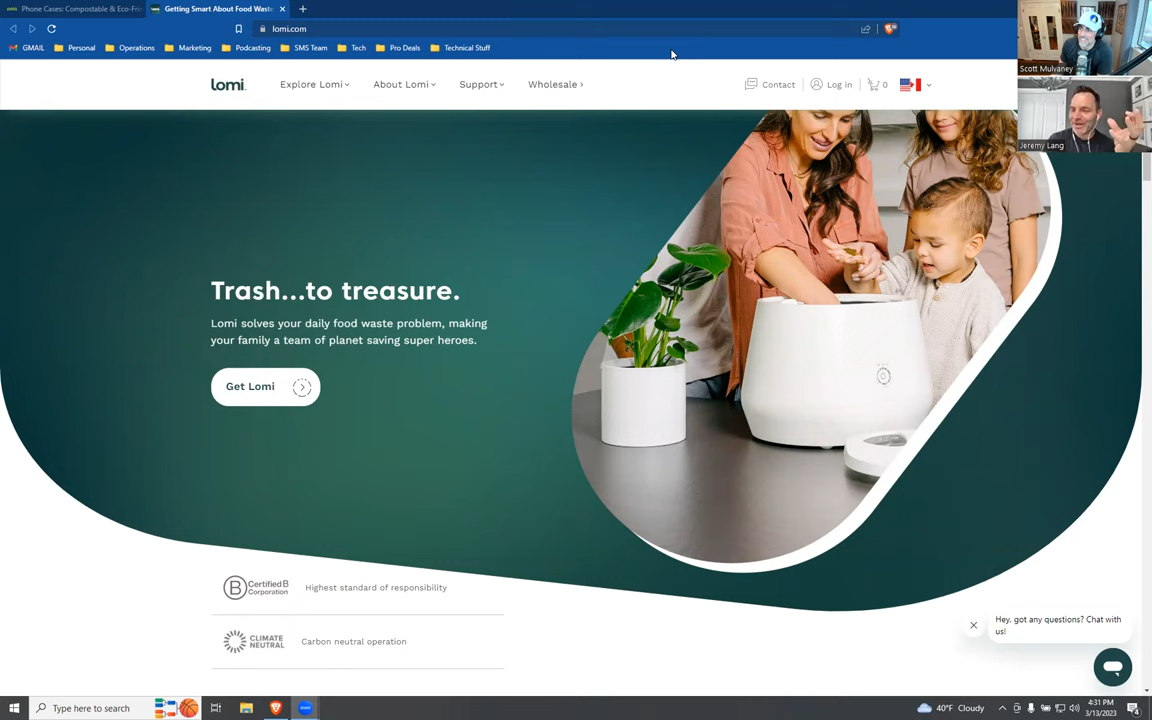 Phone Cases: Compostable & Eco-Fri
Getting Smart About Food Waste
lomi.com
GMAIL
Personal
Operations
Marketing
Podcasting
SMS Team
Tech
Pro Deals
Technical Stuff
Scott Mulvaney
Jeremy Lang
lomi.
Explore Lomi
About Lomi
Support
Wholesale
Contact
Log in
0
Trash...to treasure.
Lomi solves your daily food waste problem, making
your family a team of planet saving super heroes.
Get Lomi
B Certified B Corporation
Highest standard of responsibility
CLIMATE NEUTRAL
Carbon neutral operation
Hey, got any questions? Chat with
us!
Type here to search
zoom
40°F Cloudy
4:31 PM
3/13/2023
4